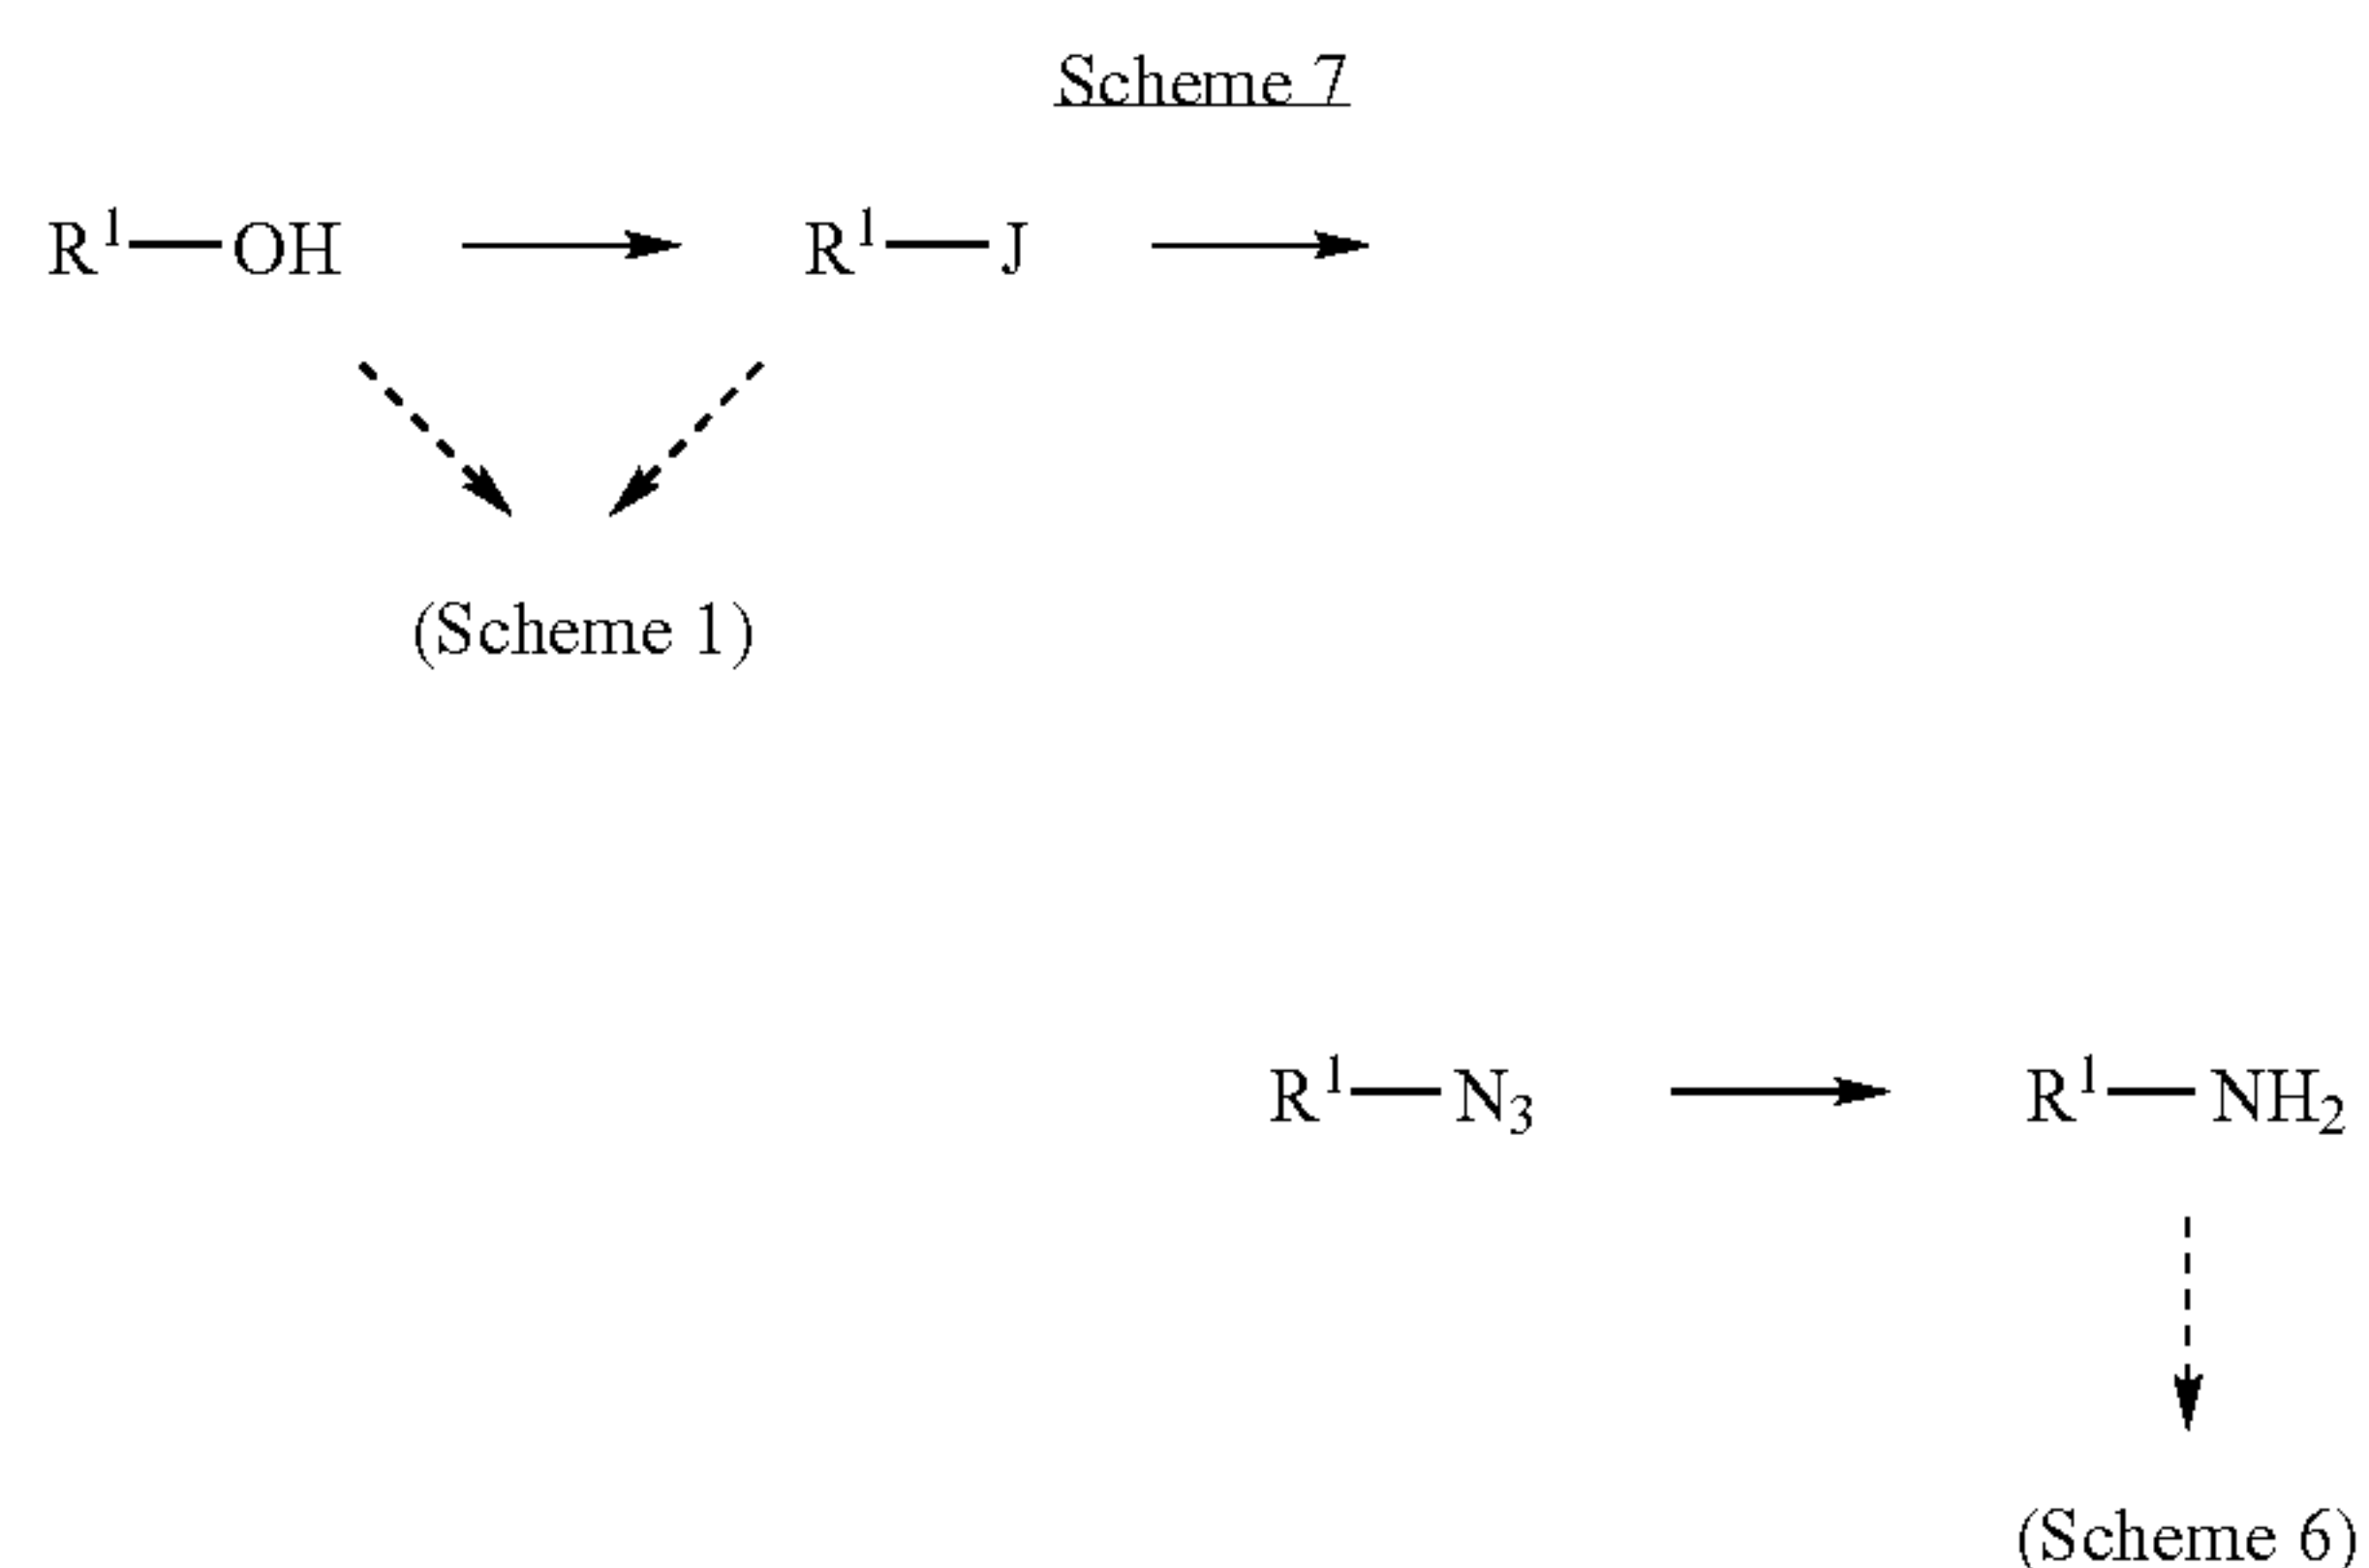 Scheme 7
R¹—OH → R¹—J →
(Scheme 1)
R¹—N₃ → R¹—NH₂
(Scheme 6)